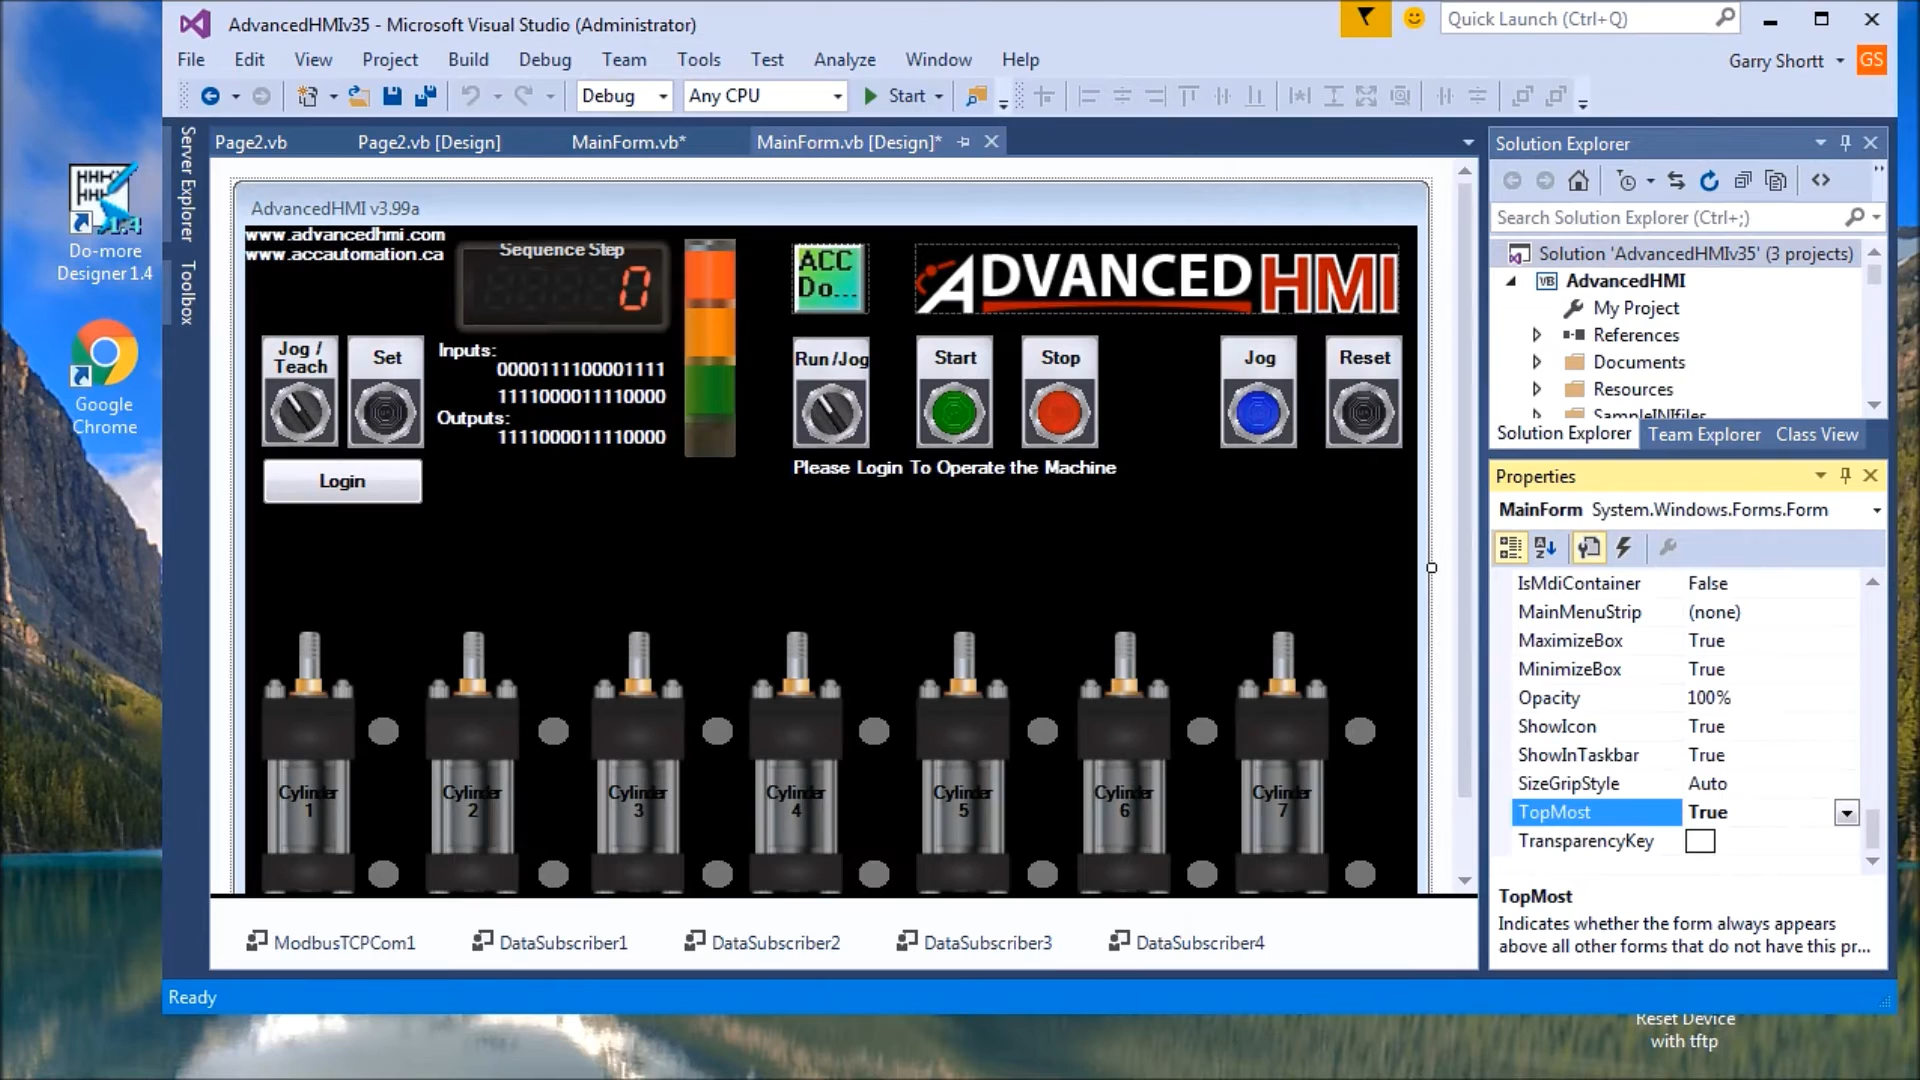 AdvancedHMIv35 - Microsoft Visual Studio (Administrator)
Quick Launch (Ctrl+Q)
File Edit View Project Build Debug Team Tools Test Analyze Window Help
Garry Shortt GS
Debug Any CPU Start
Server Explorer
Toolbox
Page2.vb Page2.vb [Design] MainForm.vb* MainForm.vb [Design]*
AdvancedHMI v3.99a
www.advancedhmi.com
www.accautomation.ca
Sequence Step
0
ACC
Do...
ADVANCED HMI
Jog /
Teach
Set
Inputs:
0000111100001111
1111000011110000
Outputs:
1111000011110000
Run /Jog
Start
Stop
Jog
Reset
Login
Please Login To Operate the Machine
Cylinder
1
Cylinder
2
Cylinder
3
Cylinder
4
Cylinder
5
Cylinder
6
Cylinder
7
ModbusTCPCom1 DataSubscriber1 DataSubscriber2 DataSubscriber3 DataSubscriber4
Ready
Solution Explorer
Search Solution Explorer (Ctrl+;)
Solution 'AdvancedHMIv35' (3 projects)
VB AdvancedHMI
My Project
References
Documents
Resources
SampleINIfiles
Solution Explorer Team Explorer Class View
Properties
MainForm System.Windows.Forms.Form
IsMdiContainer False
MainMenuStrip (none)
MaximizeBox True
MinimizeBox True
Opacity 100%
ShowIcon True
ShowInTaskbar True
SizeGripStyle Auto
TopMost True
TransparencyKey
TopMost
Indicates whether the form always appears
above all other forms that do not have this pr...
Do-more
Designer 1.4
Google
Chrome
Reset Device
with tftp